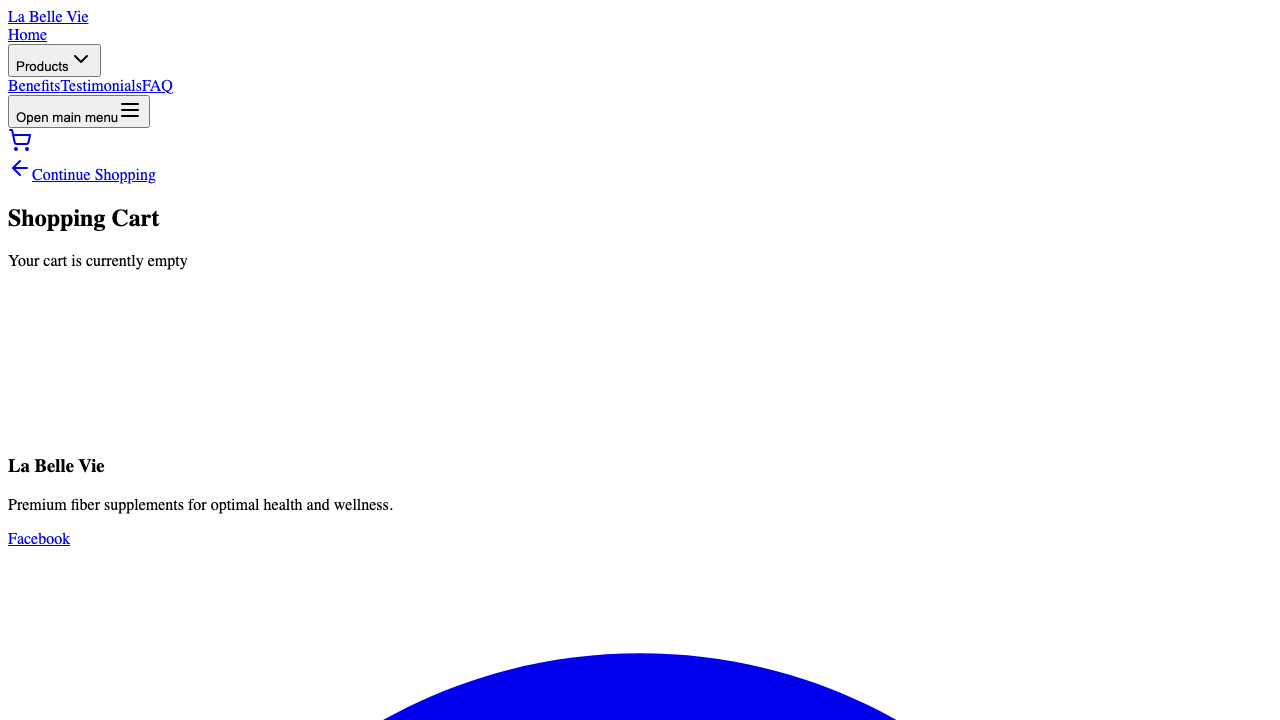 La Belle Vie
Home
Products
BenefitsTestimonialsFAQ
Open main menu
Continue Shopping
Shopping Cart
Your cart is currently empty
La Belle Vie
Premium fiber supplements for optimal health and wellness.
Facebook